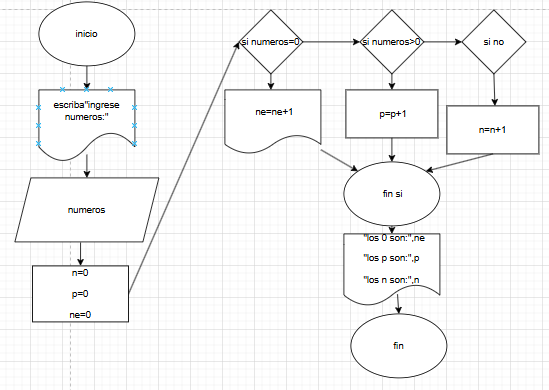 inicio
escriba"ingrese
numeros:"
numeros
n=0
p=0
ne=0
si numeros=0
si numeros>0
si no
ne=ne+1
p=p+1
n=n+1
fin si
"los 0 son:",ne
"los p son:",p
"los n son:",n
fin